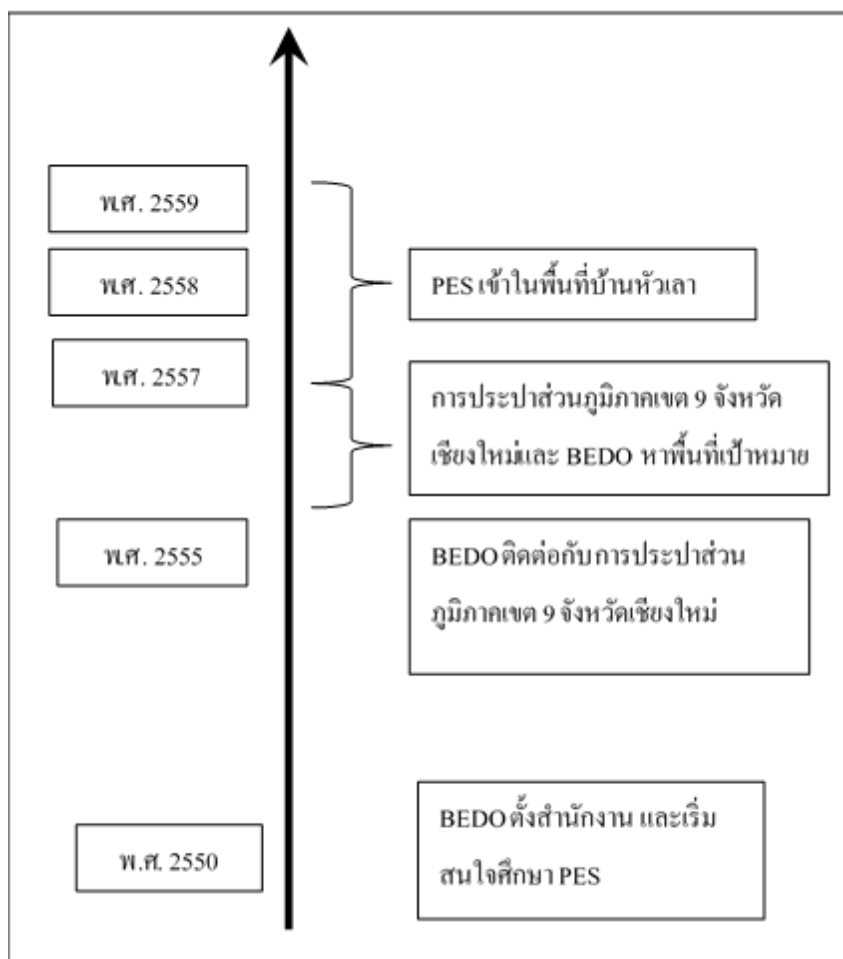 พ.ศ. 2559
พ.ศ. 2558
PES เข้าในพื้นที่บ้านหัวเลา
พ.ศ. 2557
การประปาส่วนภูมิภาคเขต 9 จังหวัด
เชียงใหม่และ BEDO หาพื้นที่เป้าหมาย
พ.ศ. 2555
BEDO ติดต่อกับการประปาส่วน
ภูมิภาคเขต 9 จังหวัดเชียงใหม่
พ.ศ. 2550
BEDO ตั้งสำนักงาน และเริ่ม
สนใจศึกษา PES